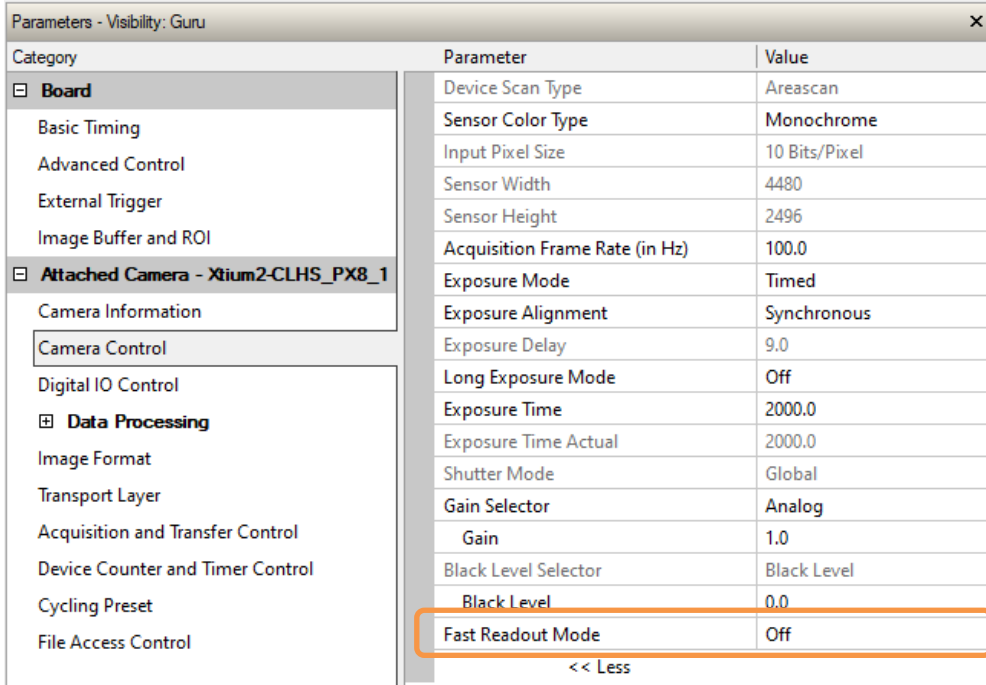 Parameters - Visibility: Guru
×
Category
Parameter Value
Board
Basic Timing
Advanced Control
External Trigger
Image Buffer and ROI
Attached Camera - Xtium2-CLHS_PX8_1
Camera Information
Camera Control
Digital IO Control
Data Processing
Image Format
Transport Layer
Acquisition and Transfer Control
Device Counter and Timer Control
Cycling Preset
File Access Control
Device Scan Type Areascan
Sensor Color Type Monochrome
Input Pixel Size 10 Bits/Pixel
Sensor Width 4480
Sensor Height 2496
Acquisition Frame Rate (in Hz) 100.0
Exposure Mode Timed
Exposure Alignment Synchronous
Exposure Delay 9.0
Long Exposure Mode Off
Exposure Time 2000.0
Exposure Time Actual 2000.0
Shutter Mode Global
Gain Selector Analog
Gain 1.0
Black Level Selector Black Level
Black Level 0.0
Fast Readout Mode Off
<< Less